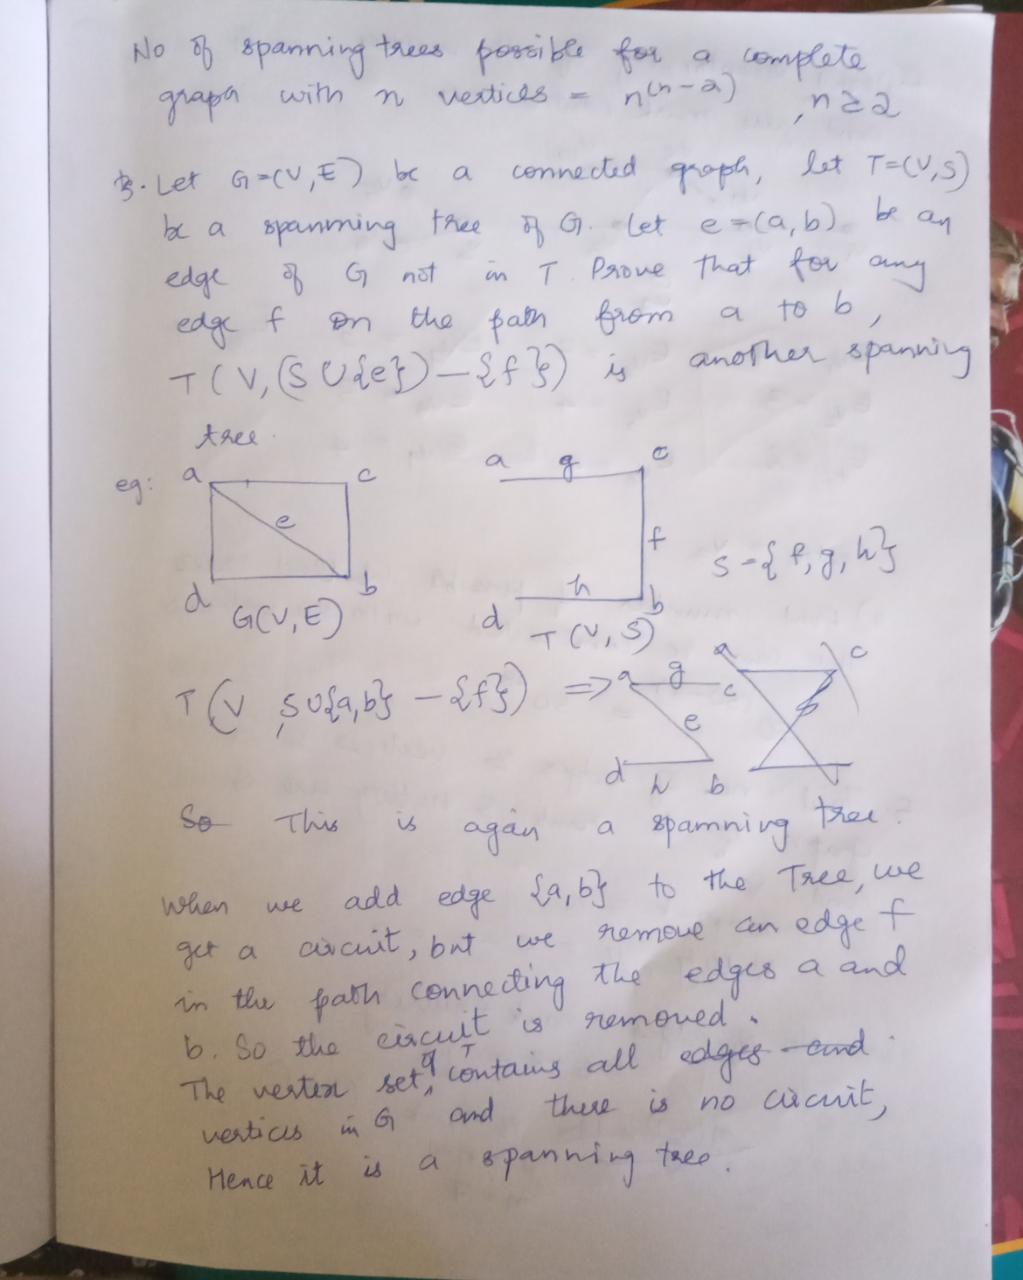 No of spanning trees possible for a complete
graph with n vertices = n^(n-2) , n≥2
3. Let G=(V,E) be a connected graph, let T=(V,S)
be a spanning tree of G. Let e=(a,b) be an
edge of G not in T. Prove that for any
edge f on the path from a to b,
T(V,(S∪{e})-{f}) is another spanning
tree.
eg: a c a g c
e
f S={f,g,h}
d b h
G(V,E) d b
T(V,S)
a c
T(V,S∪{a,b}-{f}) ⇒ a g c
e
d h b
So This is again a spanning tree.
When we add edge {a,b} to the Tree, we
get a circuit, but we remove an edge f
in the path connecting the edges a and
b. So the circuit is removed.
The vertex set of T contains all edges and
vertices in G and there is no circuit,
Hence it is a spanning tree.